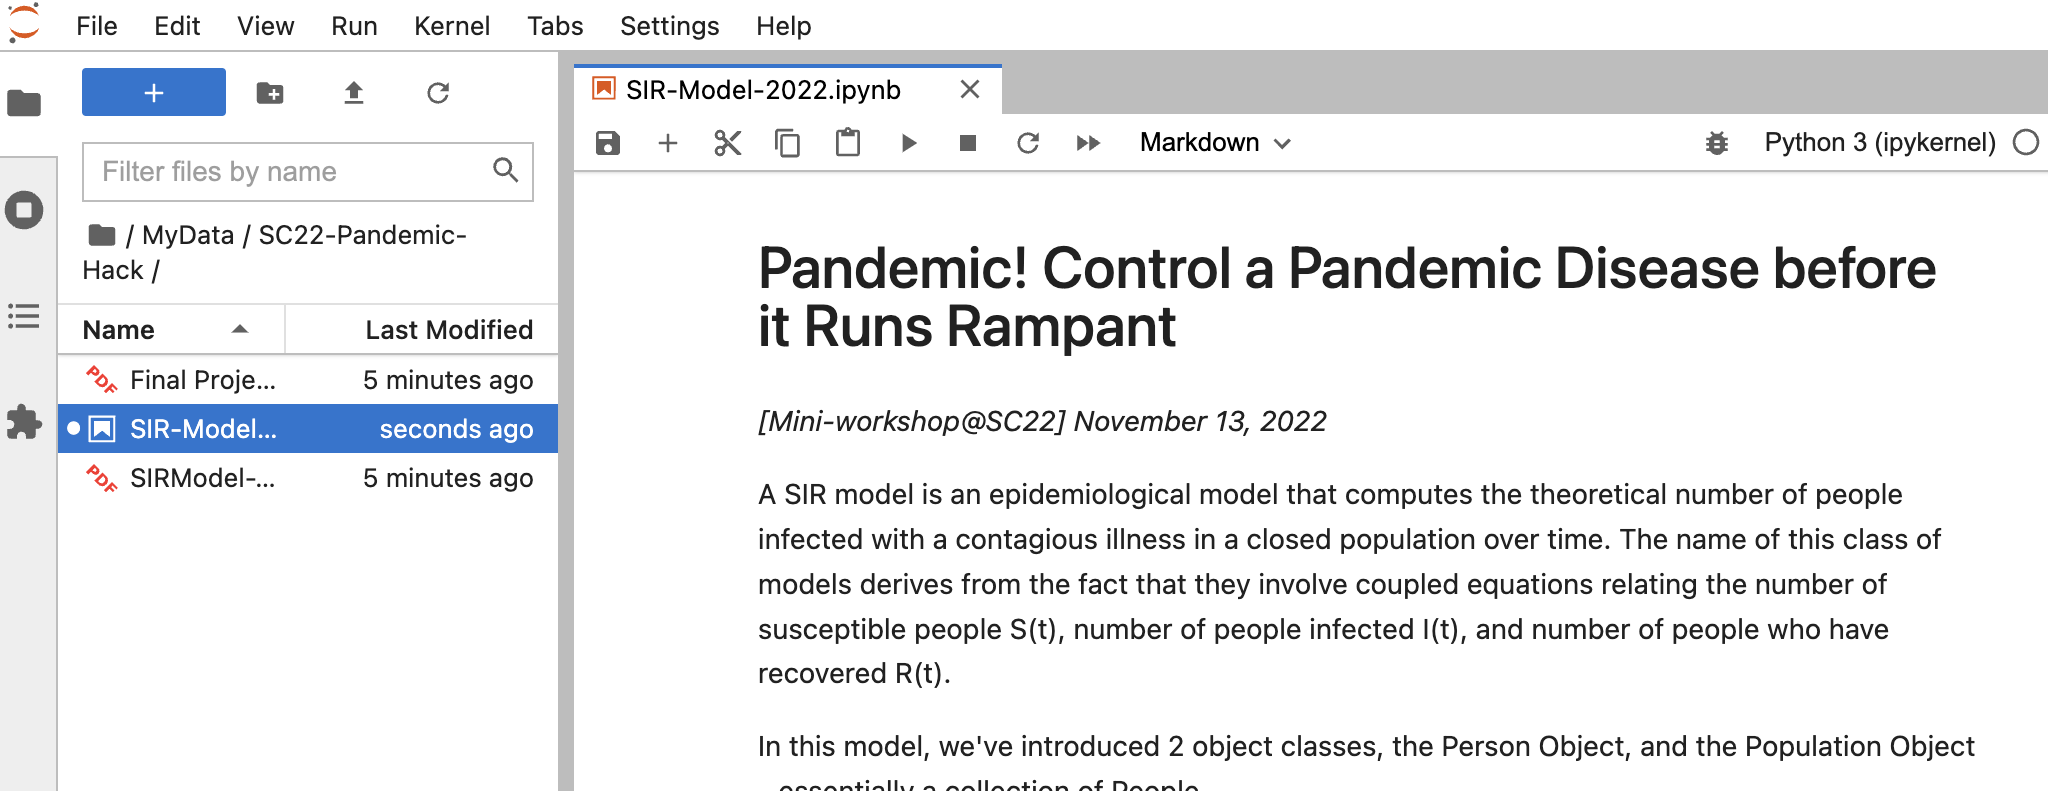 File Edit View Run Kernel Tabs Settings Help
Filter files by name
/ MyData / SC22-Pandemic-
Hack /
Name Last Modified
PDF Final Proje... 5 minutes ago
SIR-Model... seconds ago
PDF SIRModel-... 5 minutes ago
SIR-Model-2022.ipynb
Markdown Python 3 (ipykernel)
Pandemic! Control a Pandemic Disease before
it Runs Rampant
[Mini-workshop@SC22] November 13, 2022
A SIR model is an epidemiological model that computes the theoretical number of people
infected with a contagious illness in a closed population over time. The name of this class of
models derives from the fact that they involve coupled equations relating the number of
susceptible people S(t), number of people infected I(t), and number of people who have
recovered R(t).
In this model, we've introduced 2 object classes, the Person Object, and the Population Object
essentially a collection of People